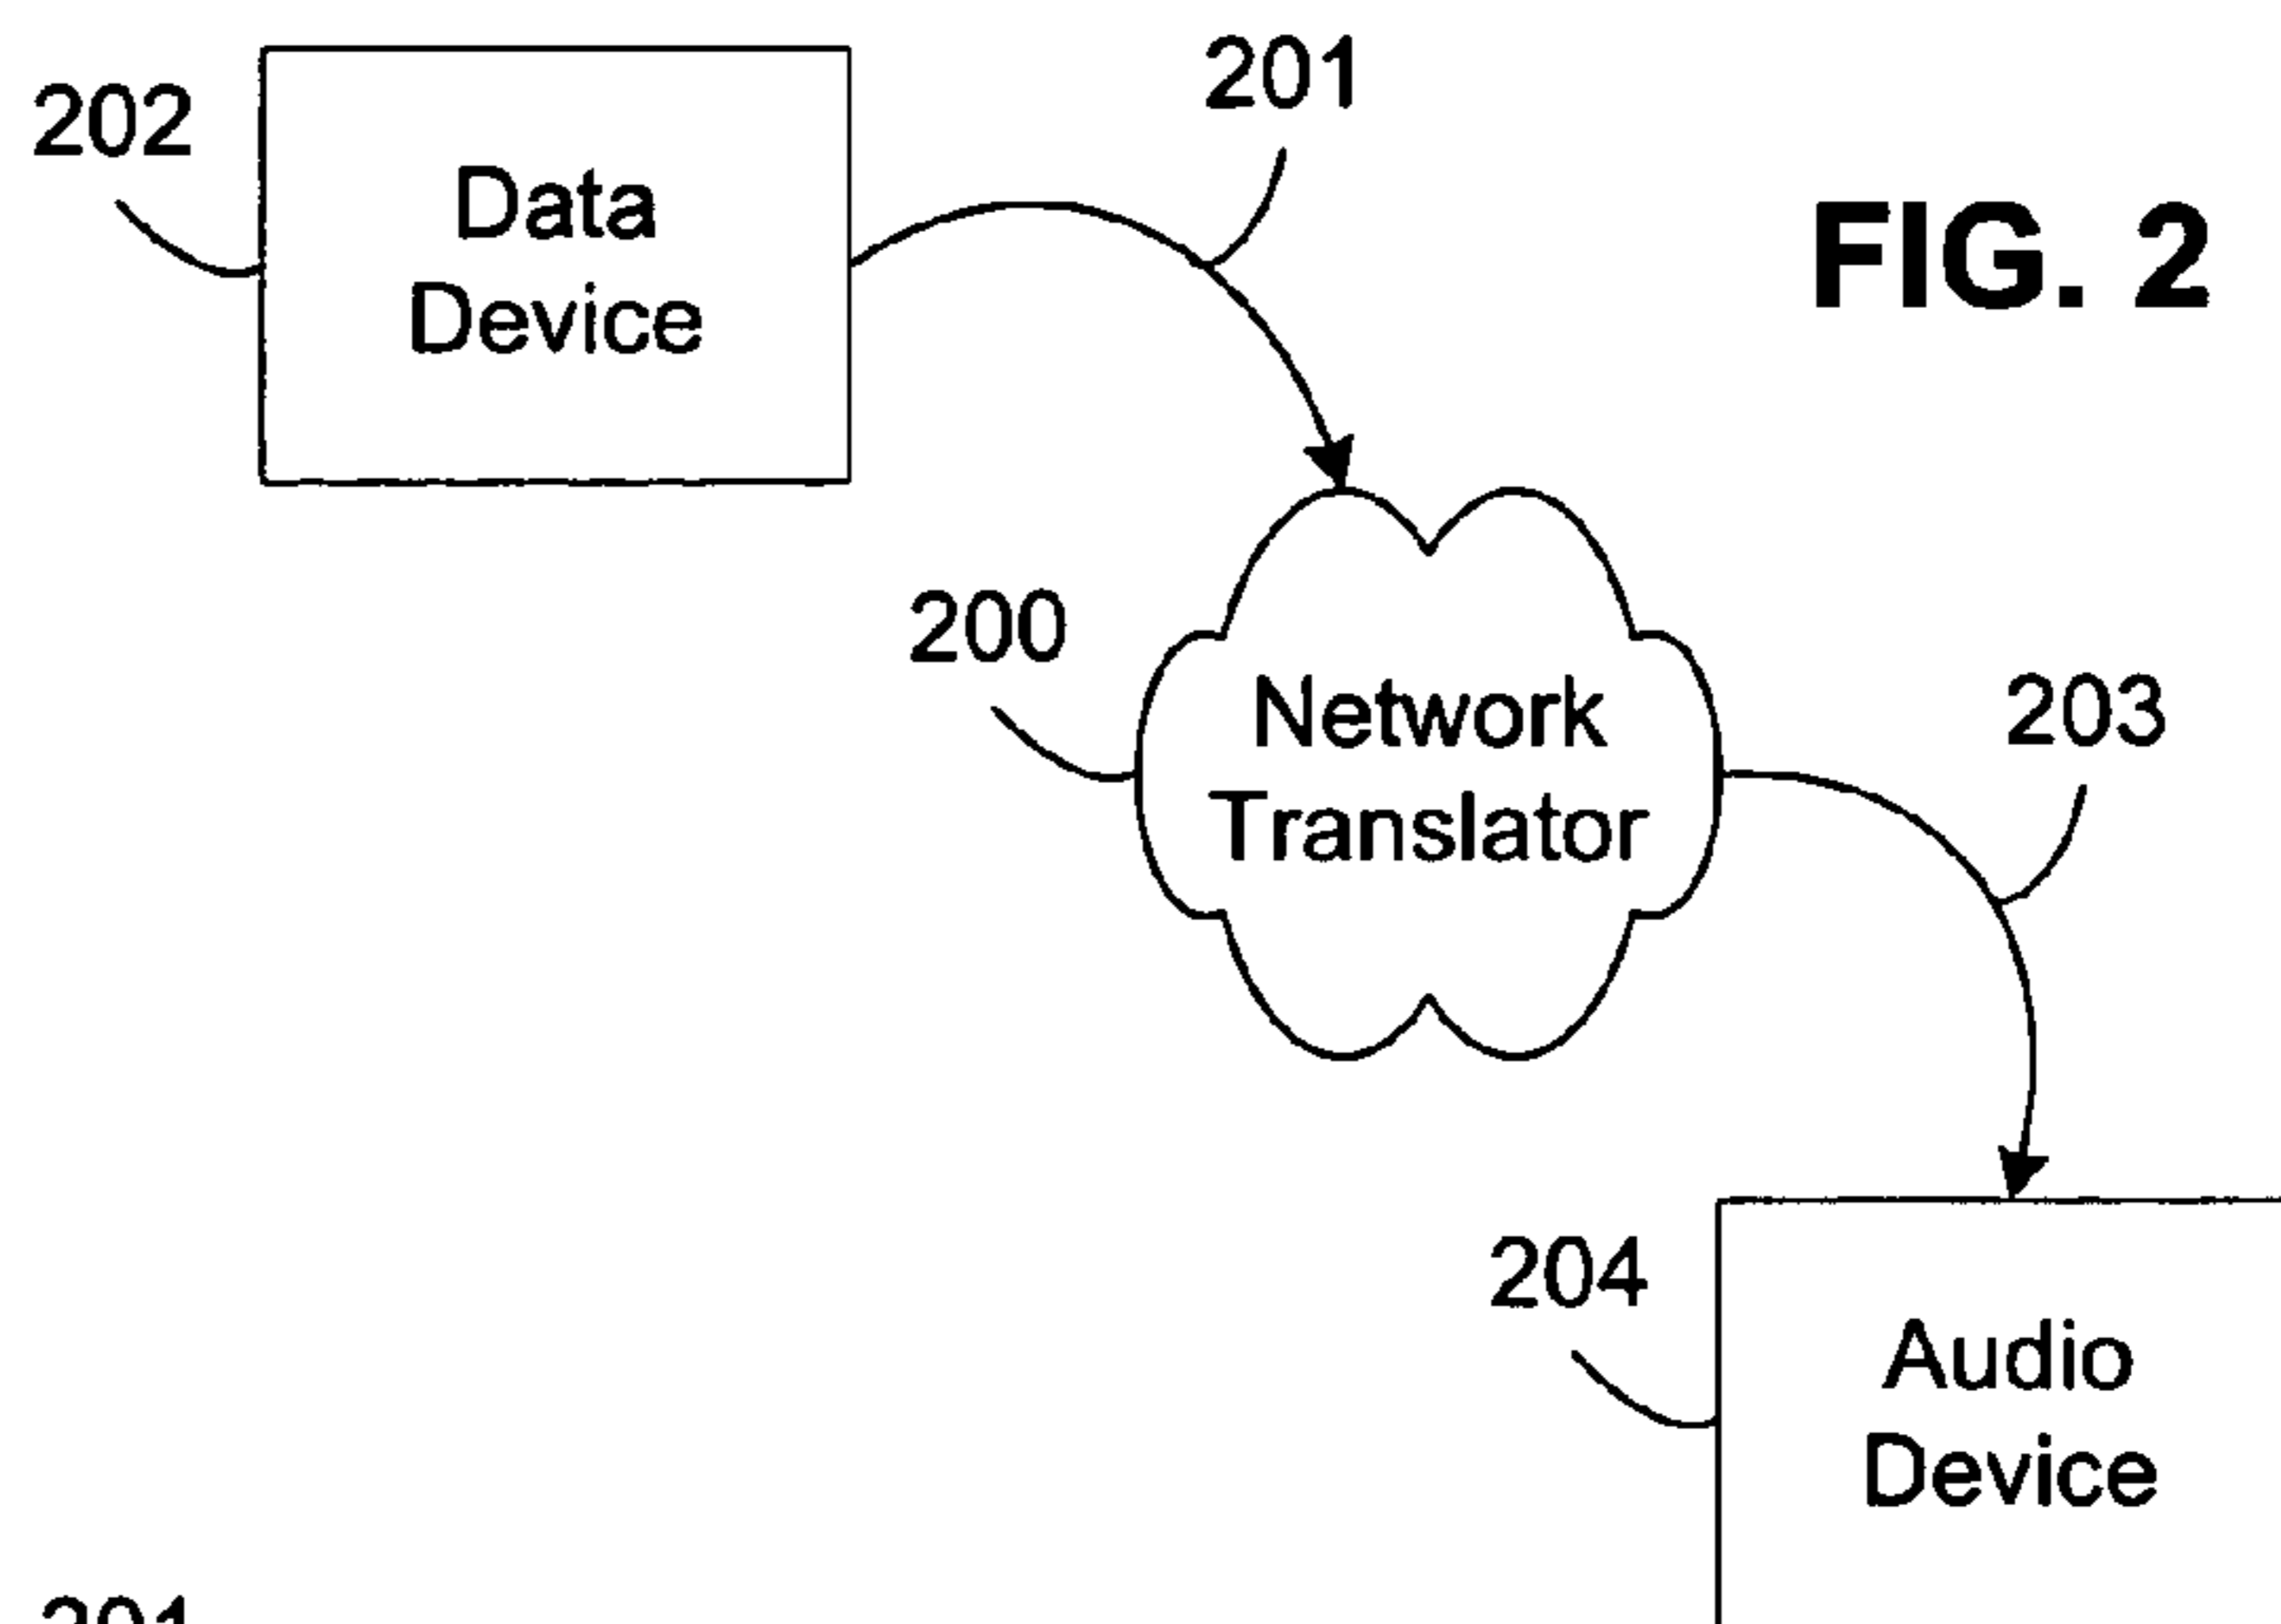 201
202
Data
Device
FIG. 2
200
Network
Translator
203
204
Audio
Device